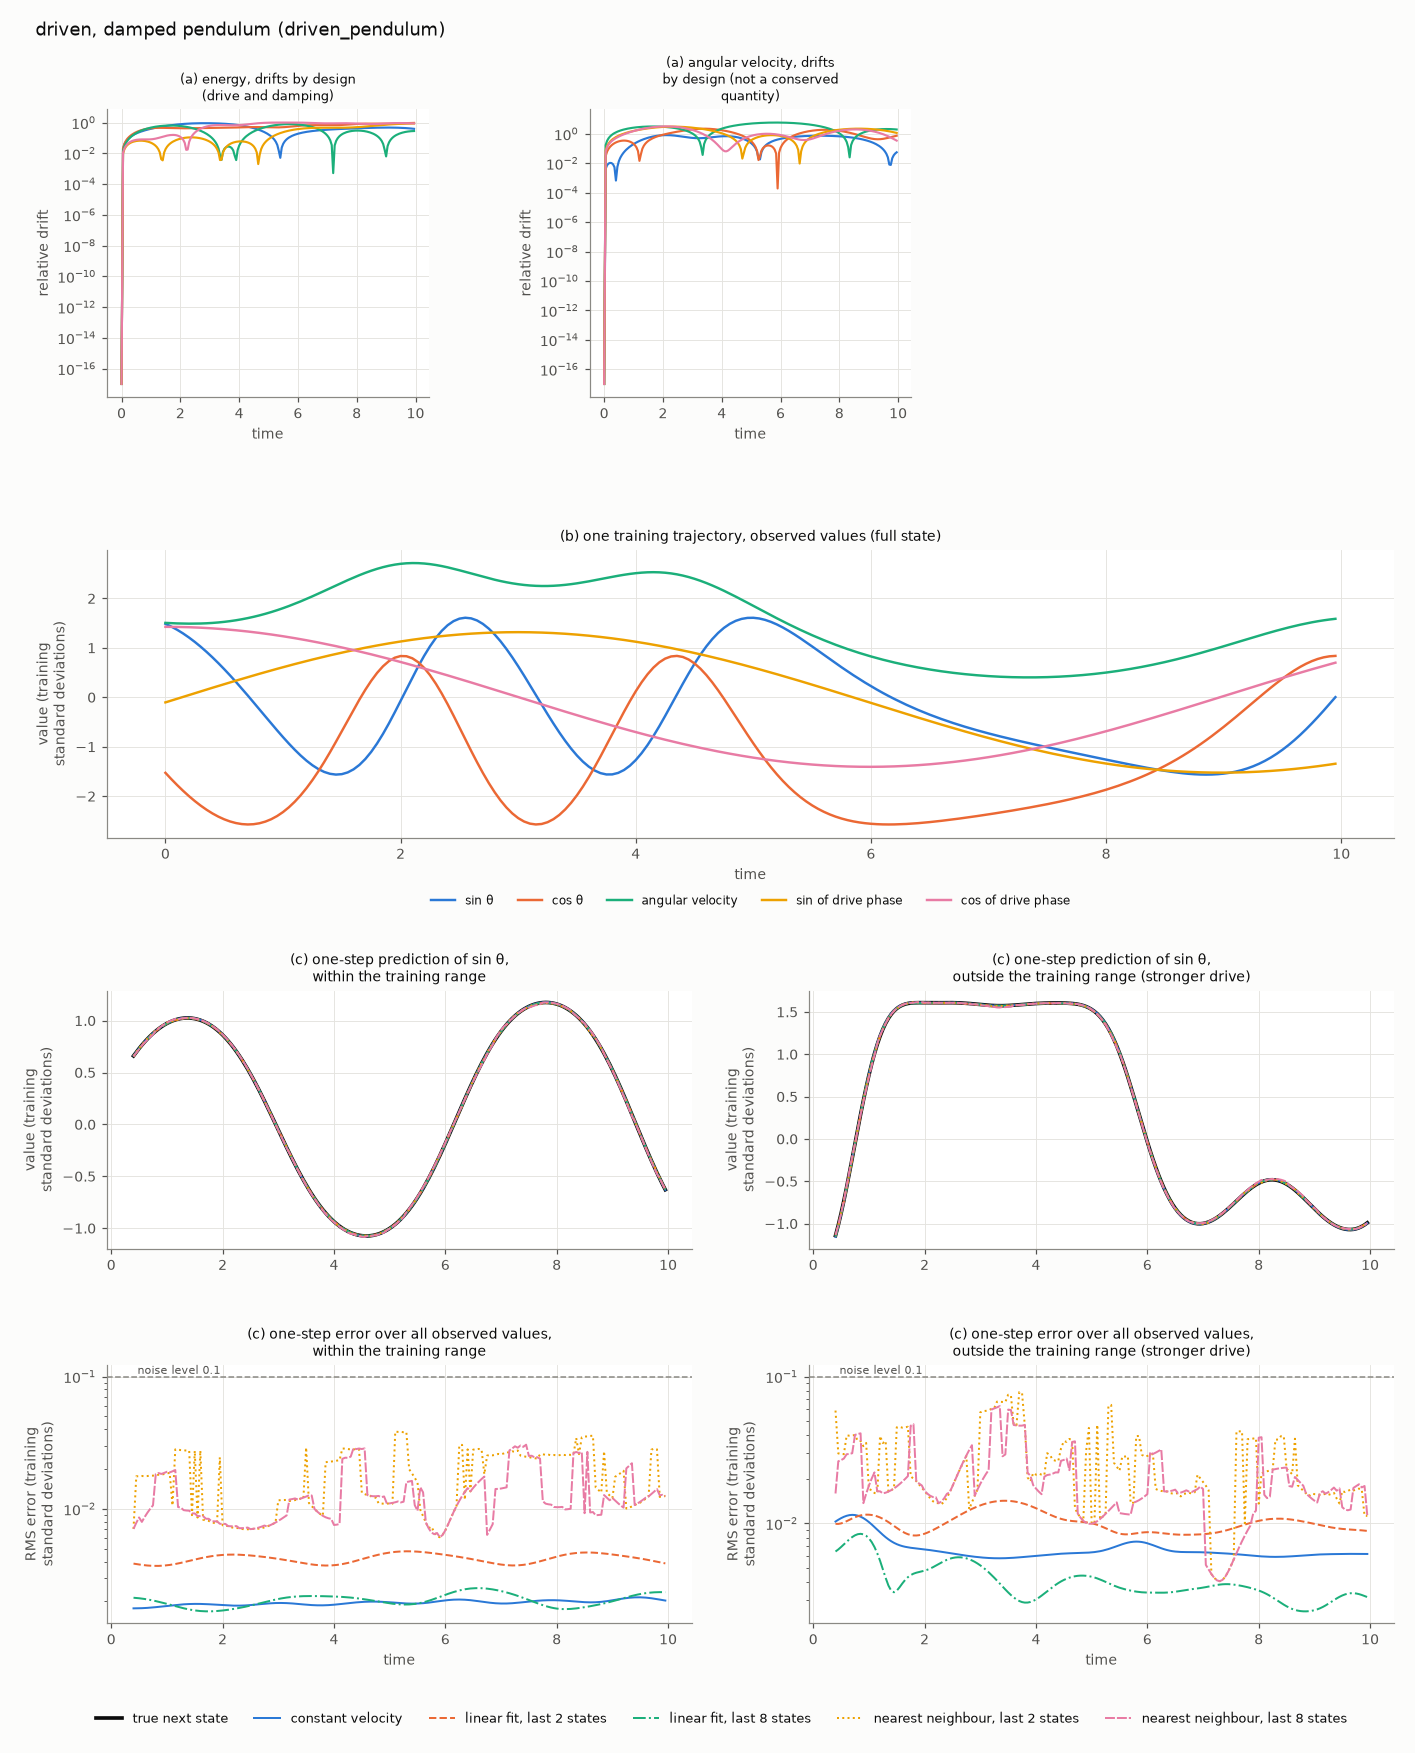 driven, damped pendulum (driven_pendulum)
(a) energy, drifts by design
(drive and damping)
(a) angular velocity, drifts
by design (not a conserved
quantity)
relative drift
10⁰
10⁻²
10⁻⁴
10⁻⁶
10⁻⁸
10⁻¹⁰
10⁻¹²
10⁻¹⁴
10⁻¹⁶
0 2 4 6 8 10
time
relative drift
10⁰
10⁻²
10⁻⁴
10⁻⁶
10⁻⁸
10⁻¹⁰
10⁻¹²
10⁻¹⁴
10⁻¹⁶
0 2 4 6 8 10
time
(b) one training trajectory, observed values (full state)
value (training
standard deviations)
2
1
0
−1
−2
0 2 4 6 8 10
time
sin θ cos θ angular velocity sin of drive phase cos of drive phase
(c) one-step prediction of sin θ,
within the training range
value (training
standard deviations)
1.0
0.5
0.0
−0.5
−1.0
0 2 4 6 8 10
(c) one-step prediction of sin θ,
outside the training range (stronger drive)
value (training
standard deviations)
1.5
1.0
0.5
0.0
−0.5
−1.0
0 2 4 6 8 10
(c) one-step error over all observed values,
within the training range
RMS error (training
standard deviations)
noise level 0.1
10⁻¹
10⁻²
0 2 4 6 8 10
time
(c) one-step error over all observed values,
outside the training range (stronger drive)
RMS error (training
standard deviations)
noise level 0.1
10⁻¹
10⁻²
0 2 4 6 8 10
time
true next state constant velocity linear fit, last 2 states linear fit, last 8 states nearest neighbour, last 2 states nearest neighbour, last 8 states